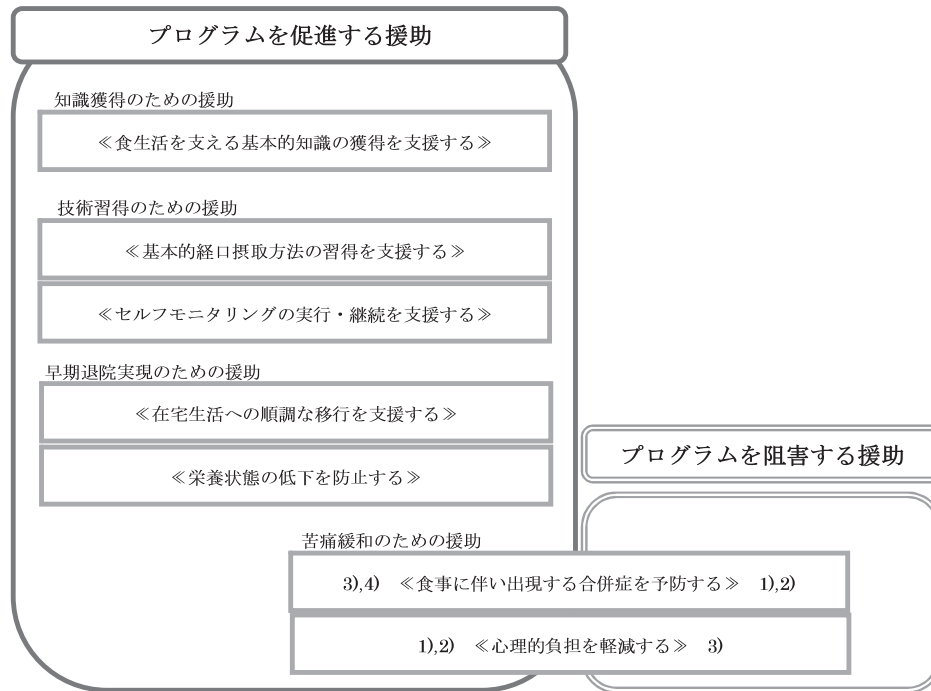 プログラムを促進する援助
知識獲得のための援助
≪食生活を支える基本的知識の獲得を支援する≫
技術習得のための援助
≪基本的経口摂取方法の習得を支援する≫
≪セルフモニタリングの実行・継続を支援する≫
早期退院実現のための援助
≪在宅生活への順調な移行を支援する≫
≪栄養状態の低下を防止する≫
プログラムを阻害する援助
苦痛緩和のための援助
3),4) ≪食事に伴い出現する合併症を予防する≫ 1),2)
1),2) ≪心理的負担を軽減する≫ 3)